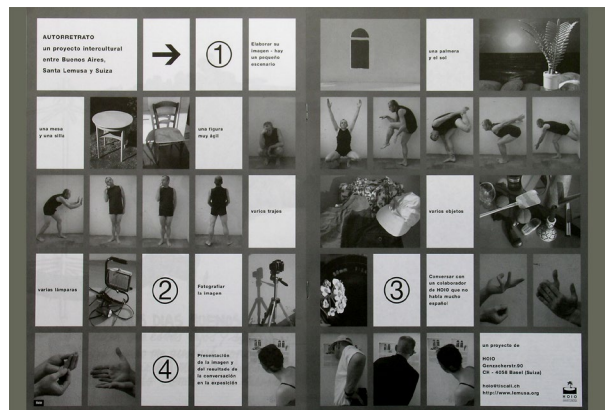 AUTORRETRATO
un proyecto intercultural
entre Buenos Aires,
Santa Lemusa y Suiza
➔
①
Elaborar su
imagen - hay
un pequeño
escenario
una palmera
y el sol
una mesa
y una silla
una figura
muy ágil
varios trajes
varios objetos
varias lámparas
②
Fotografiar
la imagen
③
Conversar con
un colaborador
de HOIO que no
habla mucho
español
④
Presentación
de la imagen y
del resultado de
la conversación
en la exposición
un proyecto de
HOIO
Genzacherstr.90
CH - 4058 Basel (Suiza)
hoio@tiscali.ch
http://www.lemusa.org
HOIO